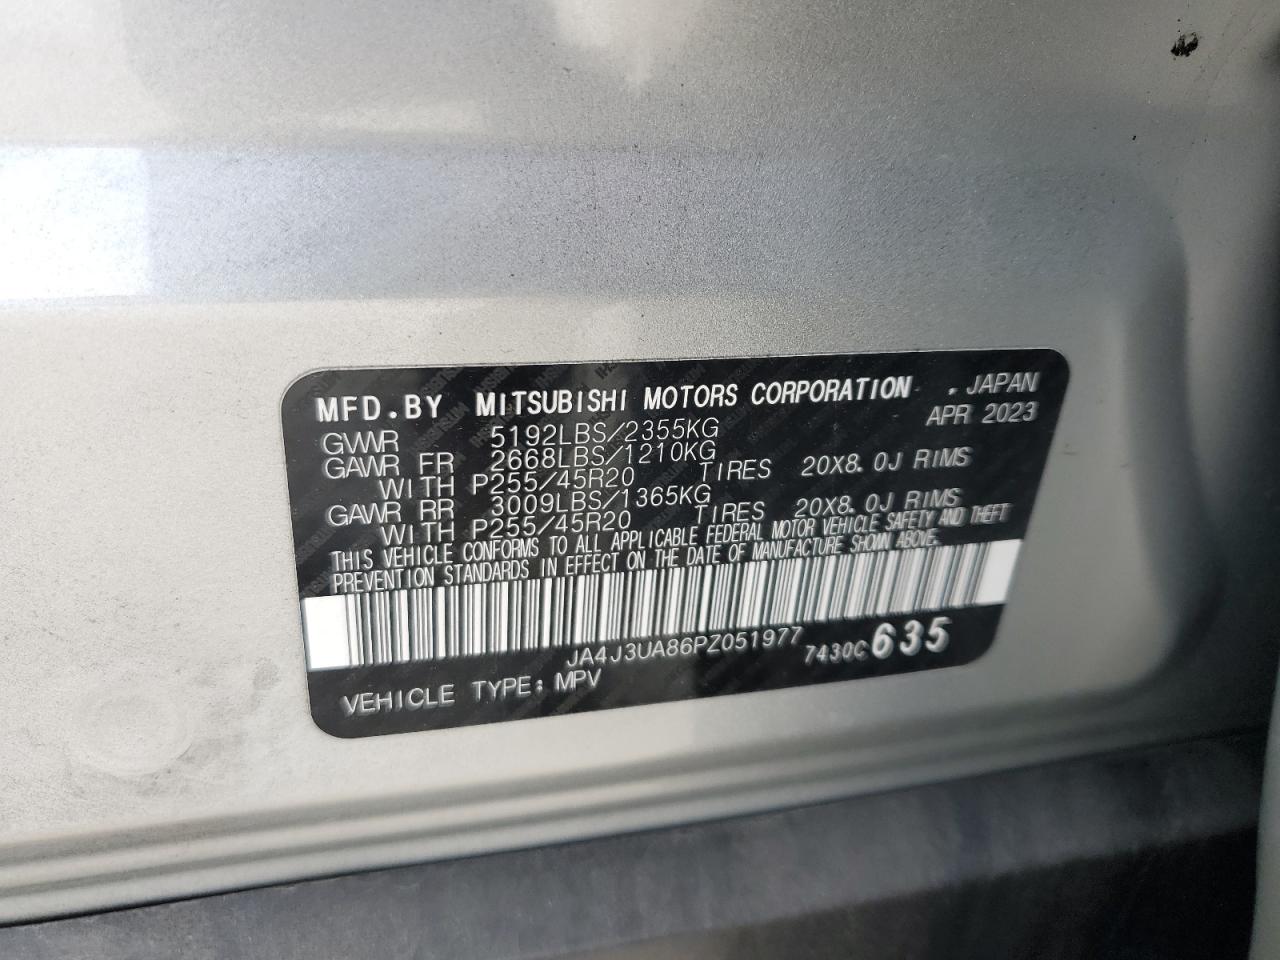 MFD.BY MITSUBISHI MOTORS CORPORATION . JAPAN
APR 2023
GVWR 5192LBS/2355KG
GAWR FR 2668LBS/1210KG
WITH P255/45R20 TIRES 20X8.0J RIMS
GAWR RR 3009LBS/1365KG
WITH P255/45R20 TIRES 20X8.0J RIMS
THIS VEHICLE CONFORMS TO ALL APPLICABLE FEDERAL MOTOR VEHICLE SAFETY AND THEFT
PREVENTION STANDARDS IN EFFECT ON THE DATE OF MANUFACTURE SHOWN ABOVE.
JA4J3UA86PZ051977 7430C635
VEHICLE TYPE: MPV